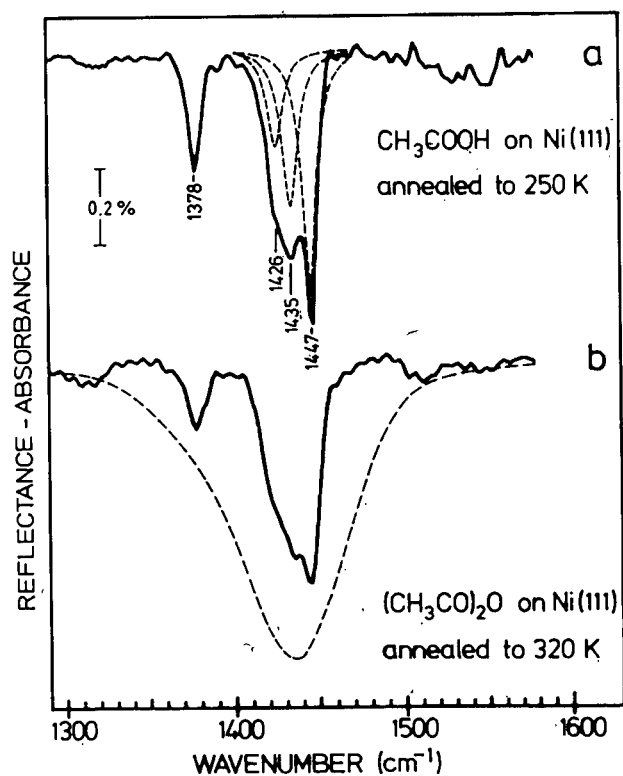 a
CH₃COOH on Ni(111)
annealed to 250 K
0.2 %
1378
1426
1435
1447
b
(CH₃CO)₂O on Ni(111)
annealed to 320 K
REFLECTANCE - ABSORBANCE
1300 1400 1500 1600
WAVENUMBER (cm⁻¹)